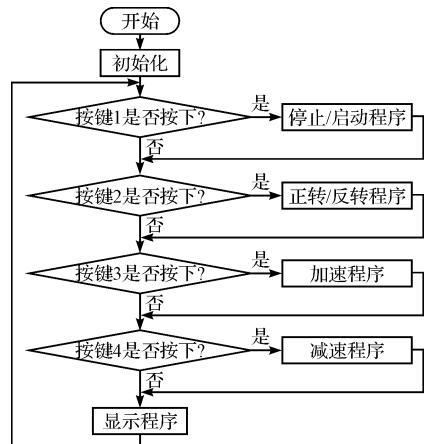 开始
初始化
按键1是否按下?
是
停止/启动程序
否
按键2是否按下?
是
正转/反转程序
否
按键3是否按下?
是
加速程序
否
按键4是否按下?
是
减速程序
否
显示程序